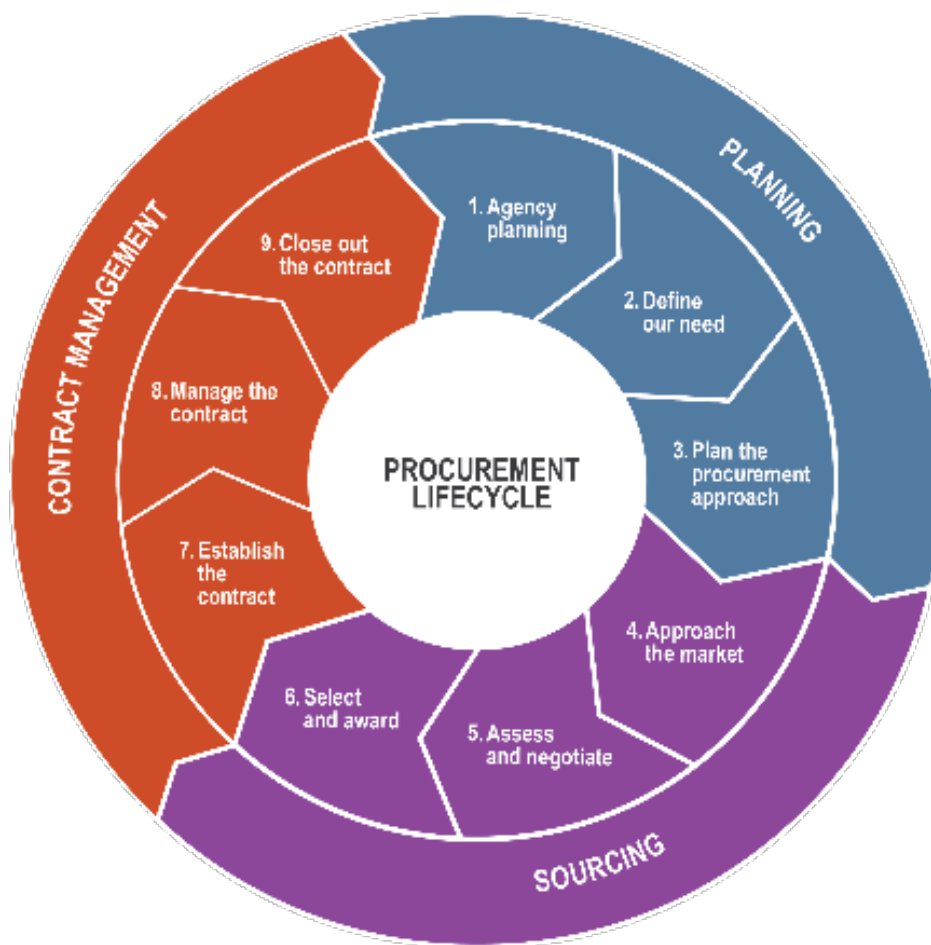 PROCUREMENT
LIFECYCLE
PLANNING
1. Agency
planning
2. Define
our need
3. Plan the
procurement
approach
SOURCING
4. Approach
the market
5. Assess
and negotiate
6. Select
and award
CONTRACT MANAGEMENT
7. Establish
the
contract
8. Manage the
contract
9. Close out
the contract